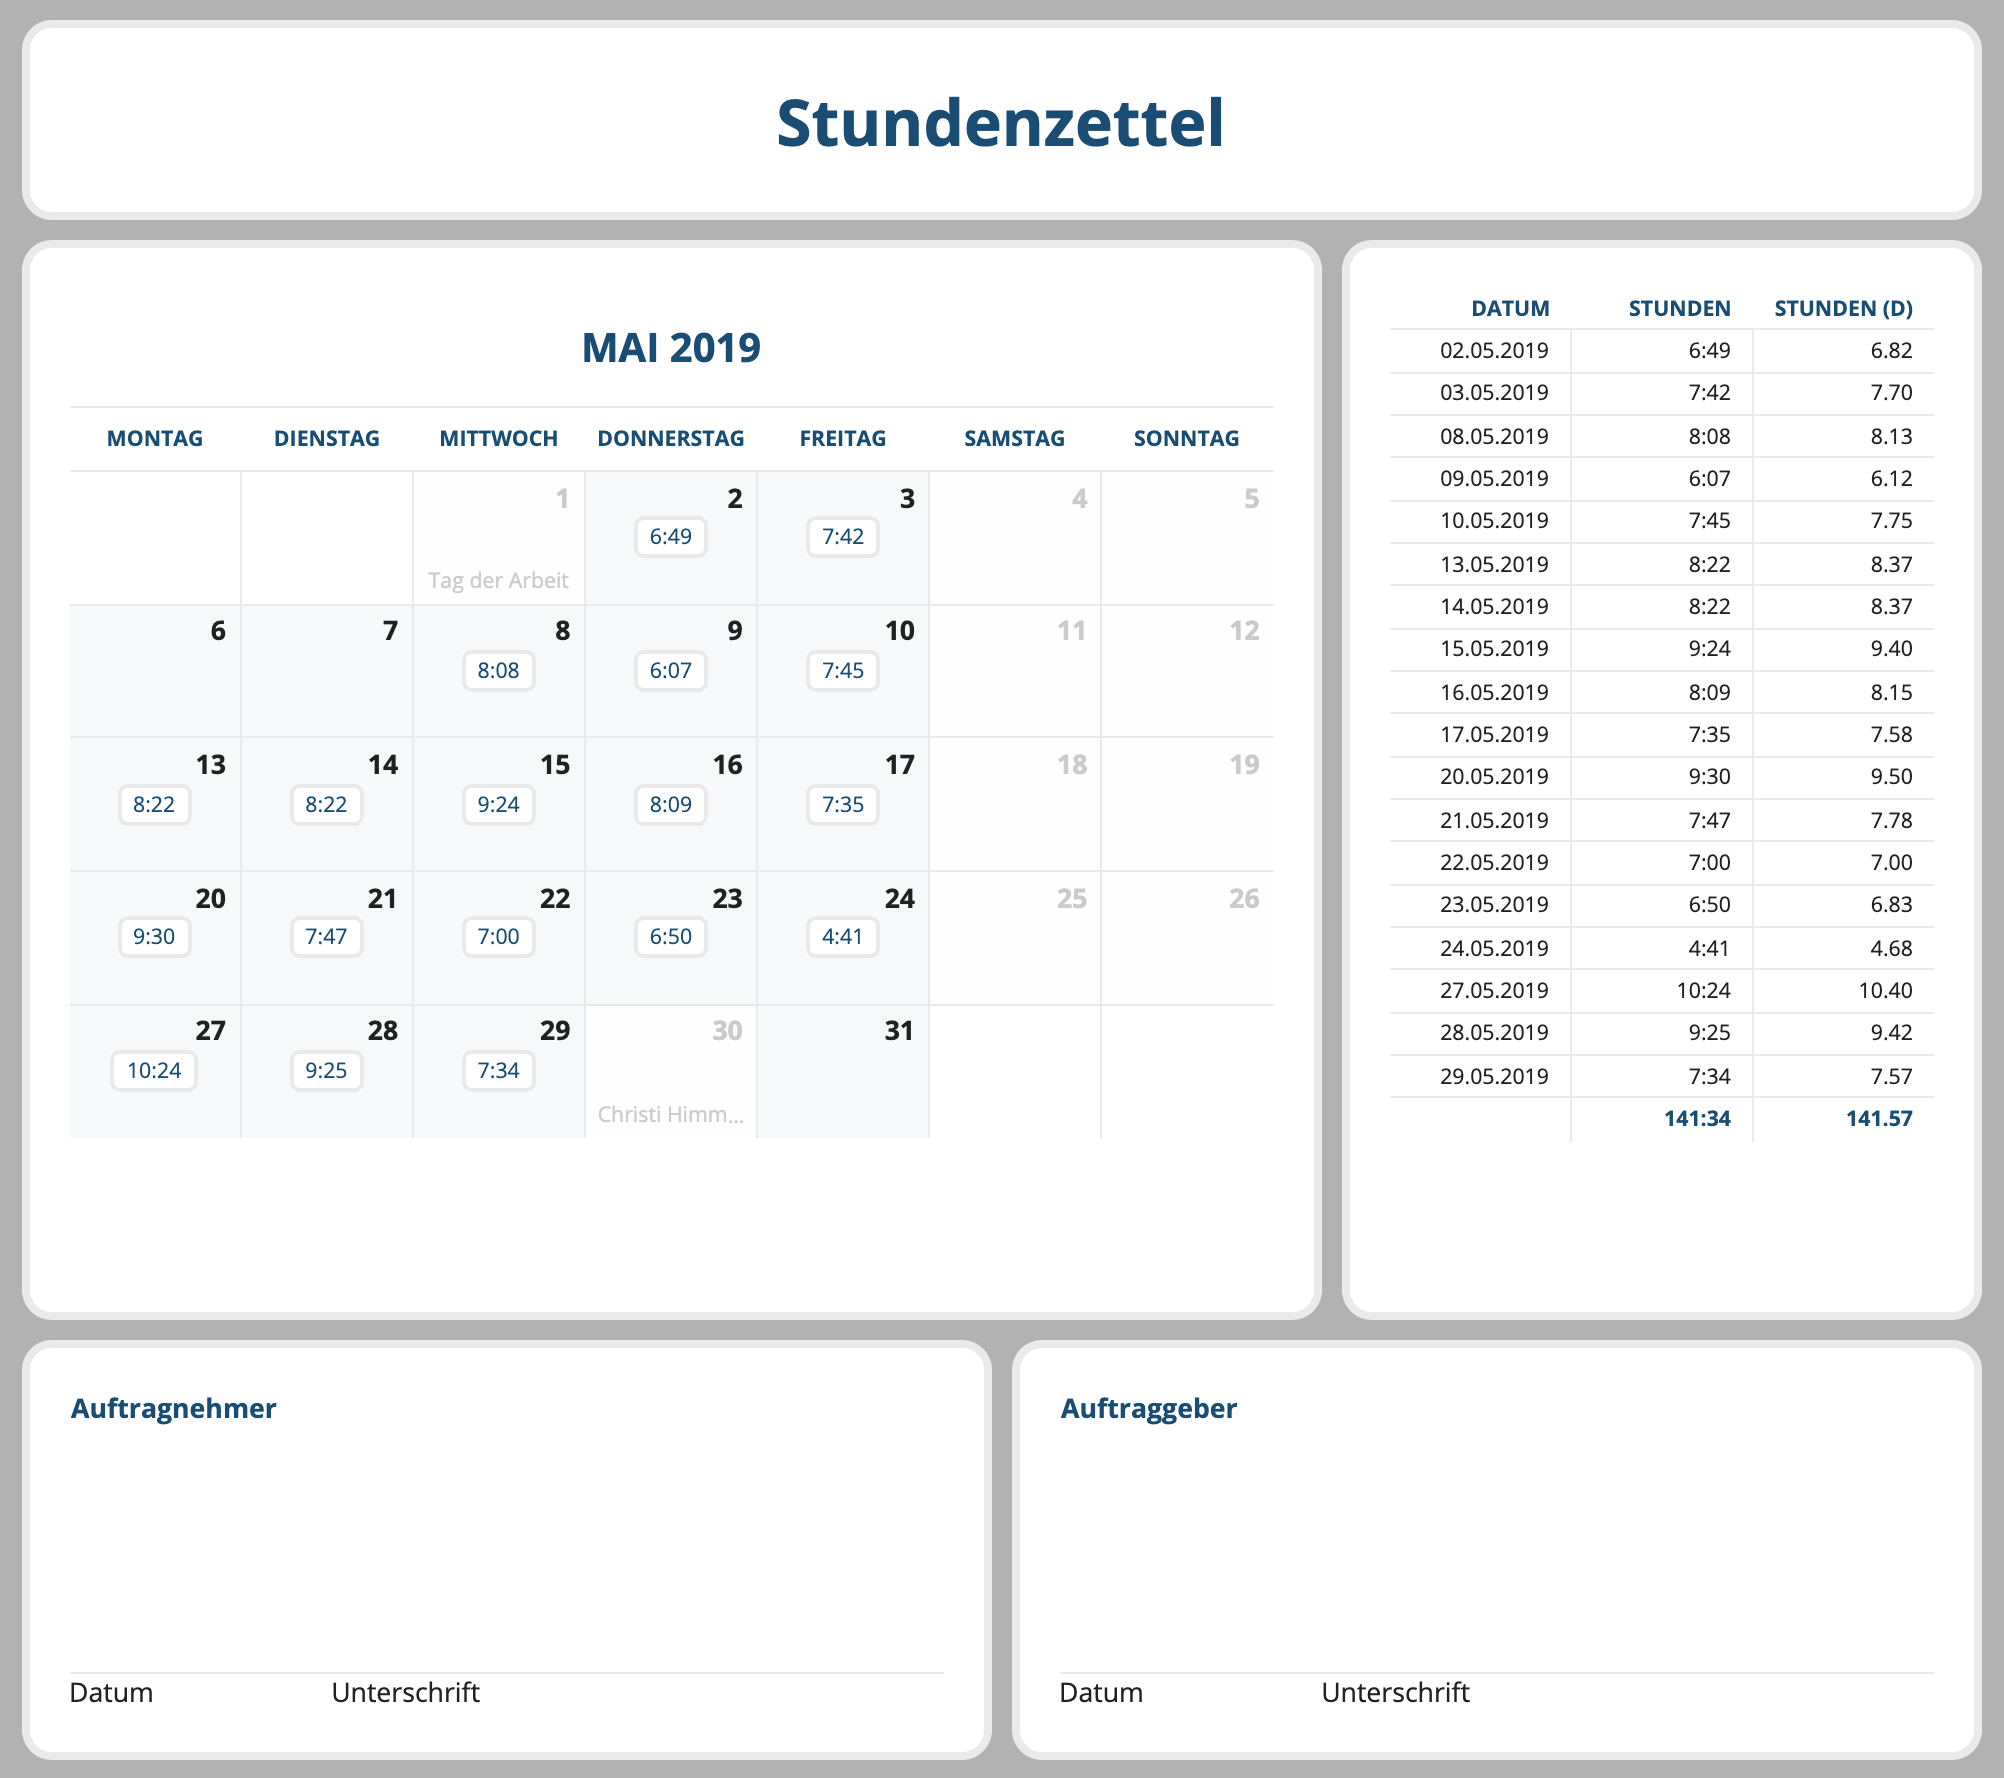 Stundenzettel
MAI 2019
MONTAG DIENSTAG MITTWOCH DONNERSTAG FREITAG SAMSTAG SONNTAG
1 2 3 4 5
6:49 7:42
Tag der Arbeit
6 7 8 9 10 11 12
8:08 6:07 7:45
13 14 15 16 17 18 19
8:22 8:22 9:24 8:09 7:35
20 21 22 23 24 25 26
9:30 7:47 7:00 6:50 4:41
27 28 29 30 31
10:24 9:25 7:34
Christi Himm...
DATUM STUNDEN STUNDEN (D)
02.05.2019 6:49 6.82
03.05.2019 7:42 7.70
08.05.2019 8:08 8.13
09.05.2019 6:07 6.12
10.05.2019 7:45 7.75
13.05.2019 8:22 8.37
14.05.2019 8:22 8.37
15.05.2019 9:24 9.40
16.05.2019 8:09 8.15
17.05.2019 7:35 7.58
20.05.2019 9:30 9.50
21.05.2019 7:47 7.78
22.05.2019 7:00 7.00
23.05.2019 6:50 6.83
24.05.2019 4:41 4.68
27.05.2019 10:24 10.40
28.05.2019 9:25 9.42
29.05.2019 7:34 7.57
141:34 141.57
Auftragnehmer
Datum Unterschrift
Auftraggeber
Datum Unterschrift